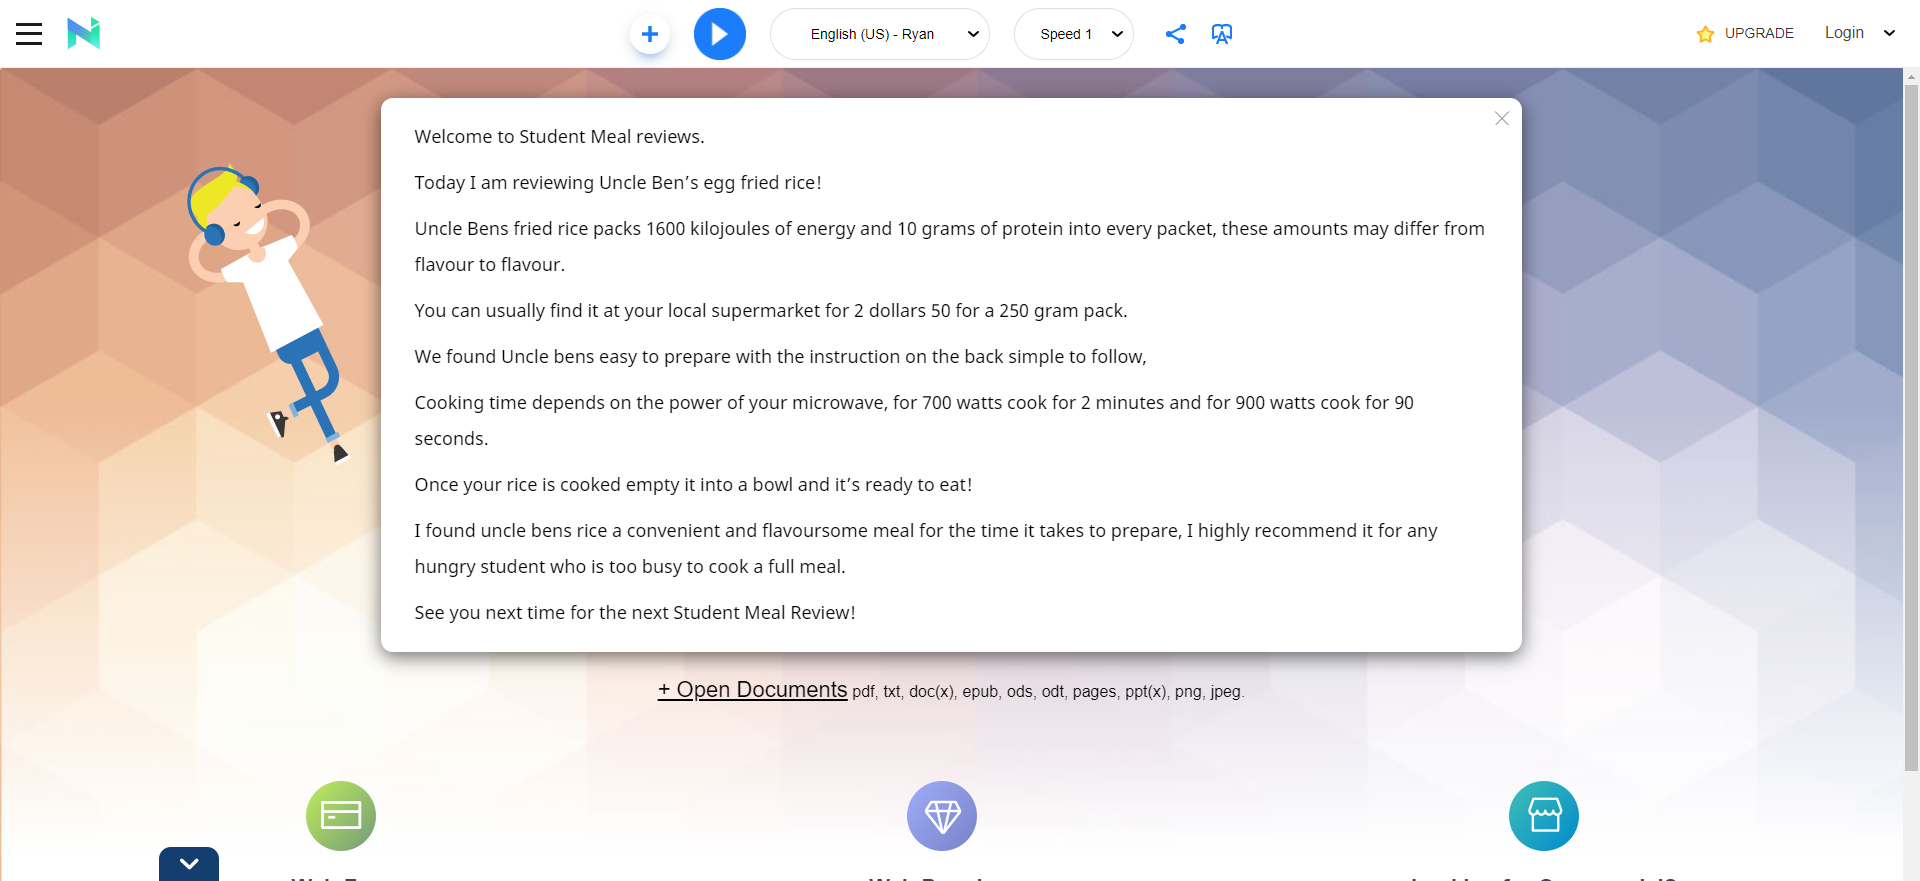 English (US) - Ryan
Speed 1
UPGRADE
Login
Welcome to Student Meal reviews.
Today I am reviewing Uncle Ben’s egg fried rice!
Uncle Bens fried rice packs 1600 kilojoules of energy and 10 grams of protein into every packet, these amounts may differ from
flavour to flavour.
You can usually find it at your local supermarket for 2 dollars 50 for a 250 gram pack.
We found Uncle bens easy to prepare with the instruction on the back simple to follow,
Cooking time depends on the power of your microwave, for 700 watts cook for 2 minutes and for 900 watts cook for 90
seconds.
Once your rice is cooked empty it into a bowl and it’s ready to eat!
I found uncle bens rice a convenient and flavoursome meal for the time it takes to prepare, I highly recommend it for any
hungry student who is too busy to cook a full meal.
See you next time for the next Student Meal Review!
+ Open Documents pdf, txt, doc(x), epub, ods, odt, pages, ppt(x), png, jpeg.